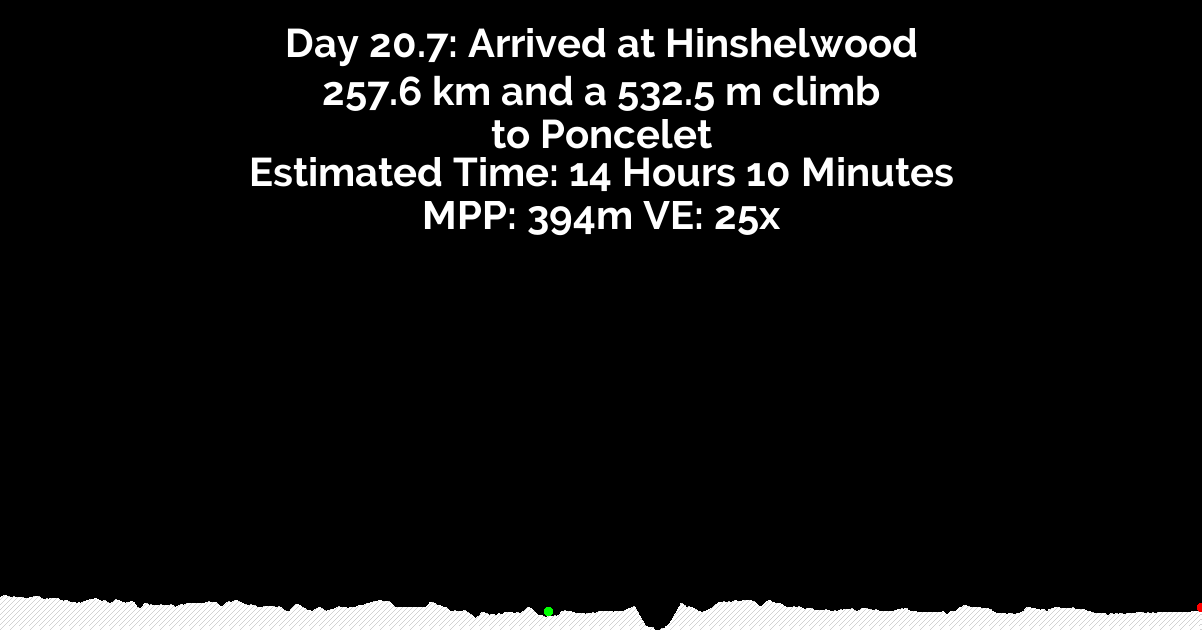 Day 20.7: Arrived at Hinshelwood
257.6 km and a 532.5 m climb
to Poncelet
Estimated Time: 14 Hours 10 Minutes
MPP: 394m VE: 25x